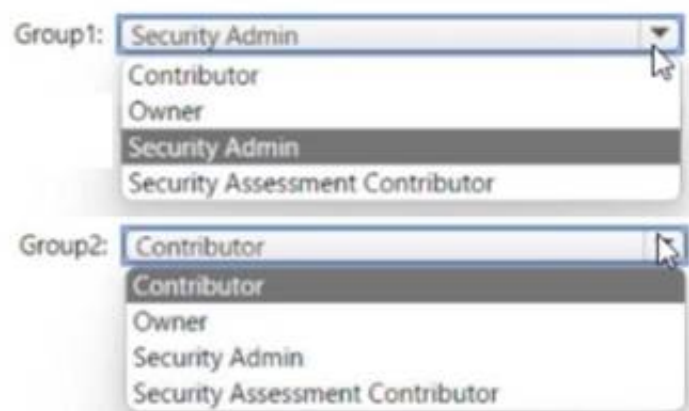 Group1: Security Admin
Contributor
Owner
Security Admin
Security Assessment Contributor
Group2: Contributor
Contributor
Owner
Security Admin
Security Assessment Contributor